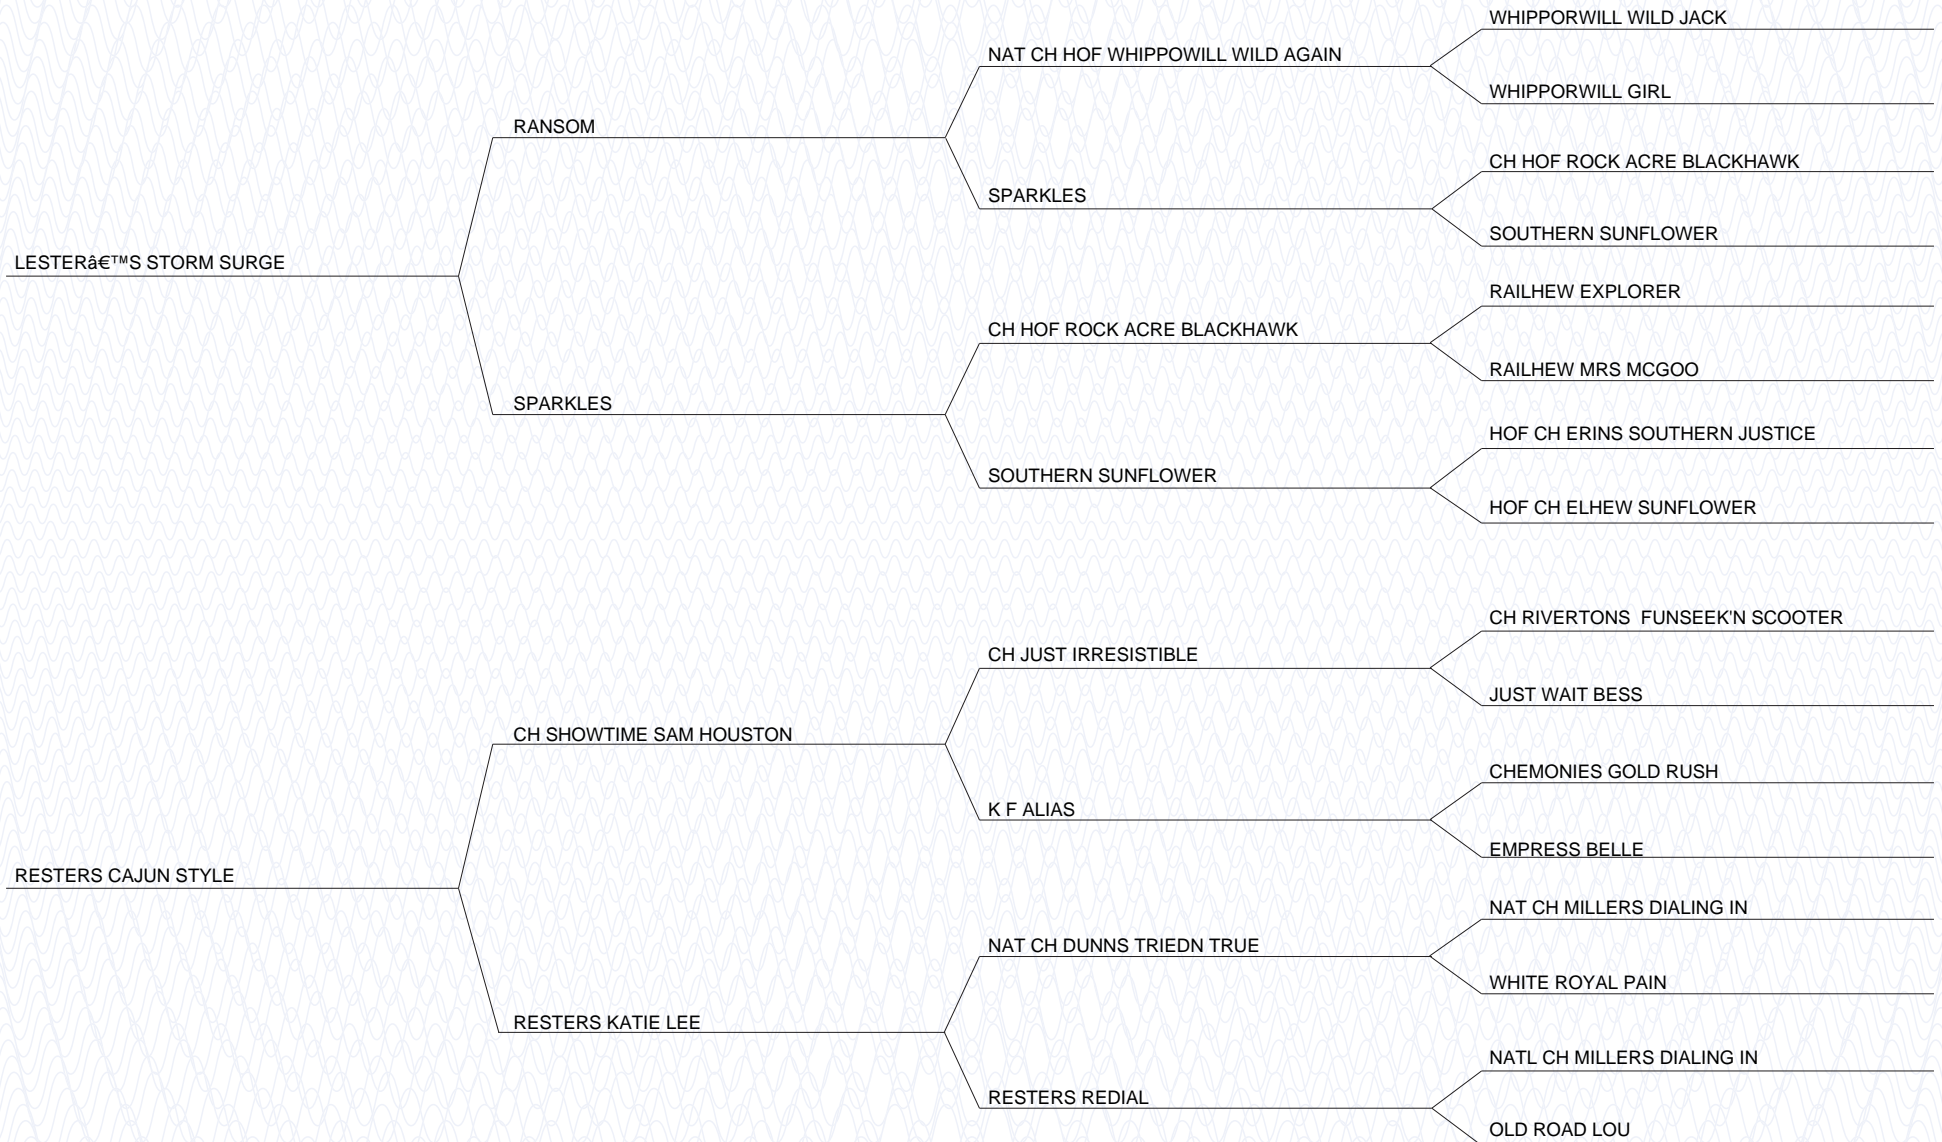 WHIPPORWILL WILD JACK
NAT CH HOF WHIPPOWILL WILD AGAIN
WHIPPORWILL GIRL
RANSOM
CH HOF ROCK ACRE BLACKHAWK
SPARKLES
SOUTHERN SUNFLOWER
LESTER’S STORM SURGE
RAILHEW EXPLORER
CH HOF ROCK ACRE BLACKHAWK
RAILHEW MRS MCGOO
SPARKLES
HOF CH ERINS SOUTHERN JUSTICE
SOUTHERN SUNFLOWER
HOF CH ELHEW SUNFLOWER
CH RIVERTONS  FUNSEEK'N SCOOTER
CH JUST IRRESISTIBLE
JUST WAIT BESS
CH SHOWTIME SAM HOUSTON
CHEMONIES GOLD RUSH
K F ALIAS
EMPRESS BELLE
RESTERS CAJUN STYLE
NAT CH MILLERS DIALING IN
NAT CH DUNNS TRIEDN TRUE
WHITE ROYAL PAIN
RESTERS KATIE LEE
NATL CH MILLERS DIALING IN
RESTERS REDIAL
OLD ROAD LOU